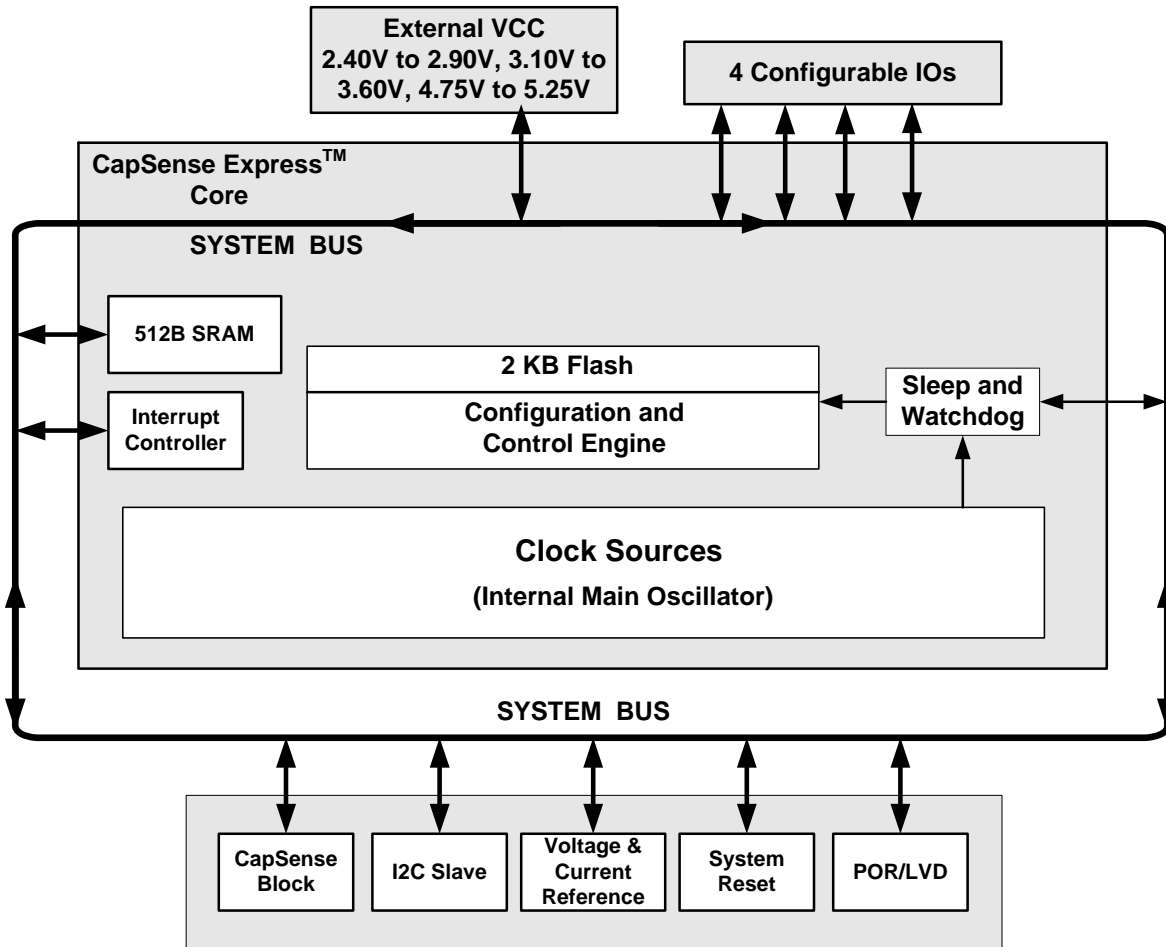 External VCC
2.40V to 2.90V, 3.10V to
3.60V, 4.75V to 5.25V
4 Configurable IOs
CapSense Express™
Core
SYSTEM BUS
512B SRAM
2 KB Flash
Sleep and
Watchdog
Interrupt
Controller
Configuration and
Control Engine
Clock Sources
(Internal Main Oscillator)
SYSTEM BUS
CapSense
Block
I2C Slave
Voltage &
Current
Reference
System
Reset
POR/LVD